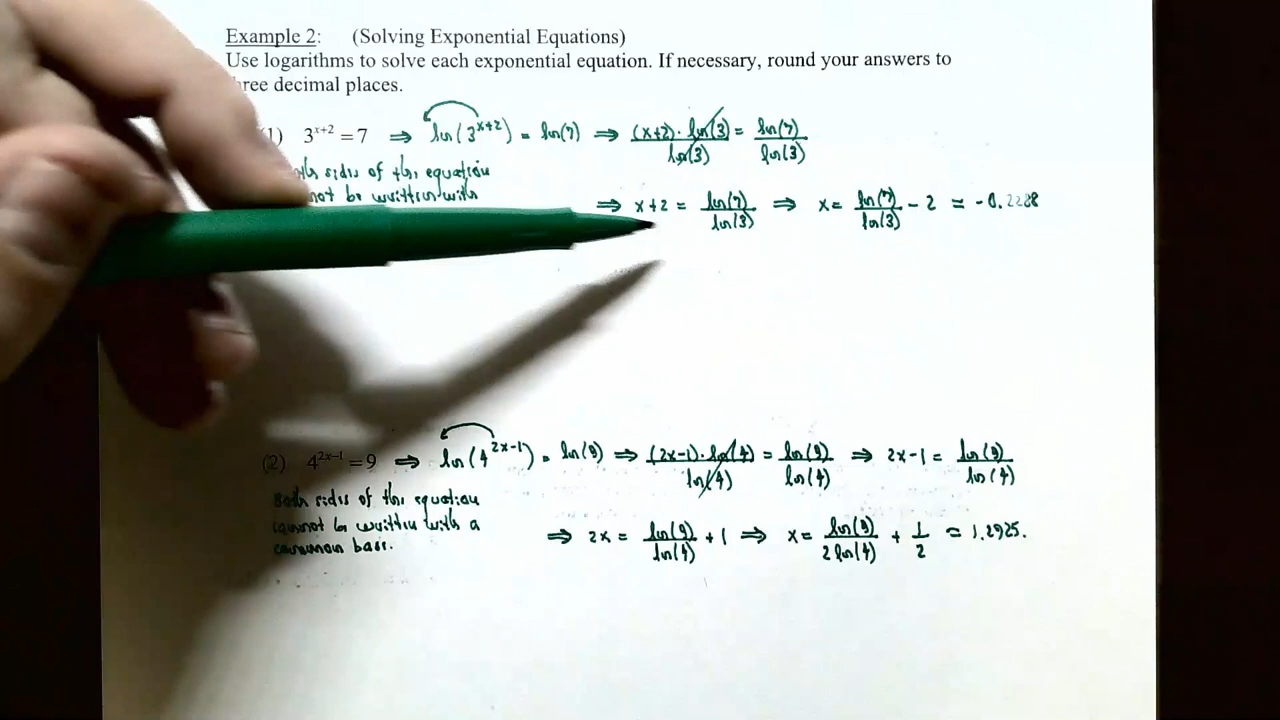 Example 2: (Solving Exponential Equations)
Use logarithms to solve each exponential equation. If necessary, round your answers to
three decimal places.
(1) 3^{x+2} = 7 ⇒ ln(3^{x+2}) = ln(7) ⇒ (x+2)·ln(3)/ln(3) = ln(7)/ln(3)
sides of the equation
not be written with
⇒ x+2 = ln(7)/ln(3) ⇒ x = ln(7)/ln(3) - 2 ≈ -0.2288
(2) 4^{2x-1} = 9 ⇒ ln(4^{2x-1}) = ln(9) ⇒ (2x-1)·ln(4)/ln(4) = ln(9)/ln(4) ⇒ 2x-1 = ln(9)/ln(4)
Both sides of the equation
cannot be written with a
common base.
⇒ 2x = ln(9)/ln(4) + 1 ⇒ x = ln(9)/2ln(4) + 1/2 ≈ 1.2925.